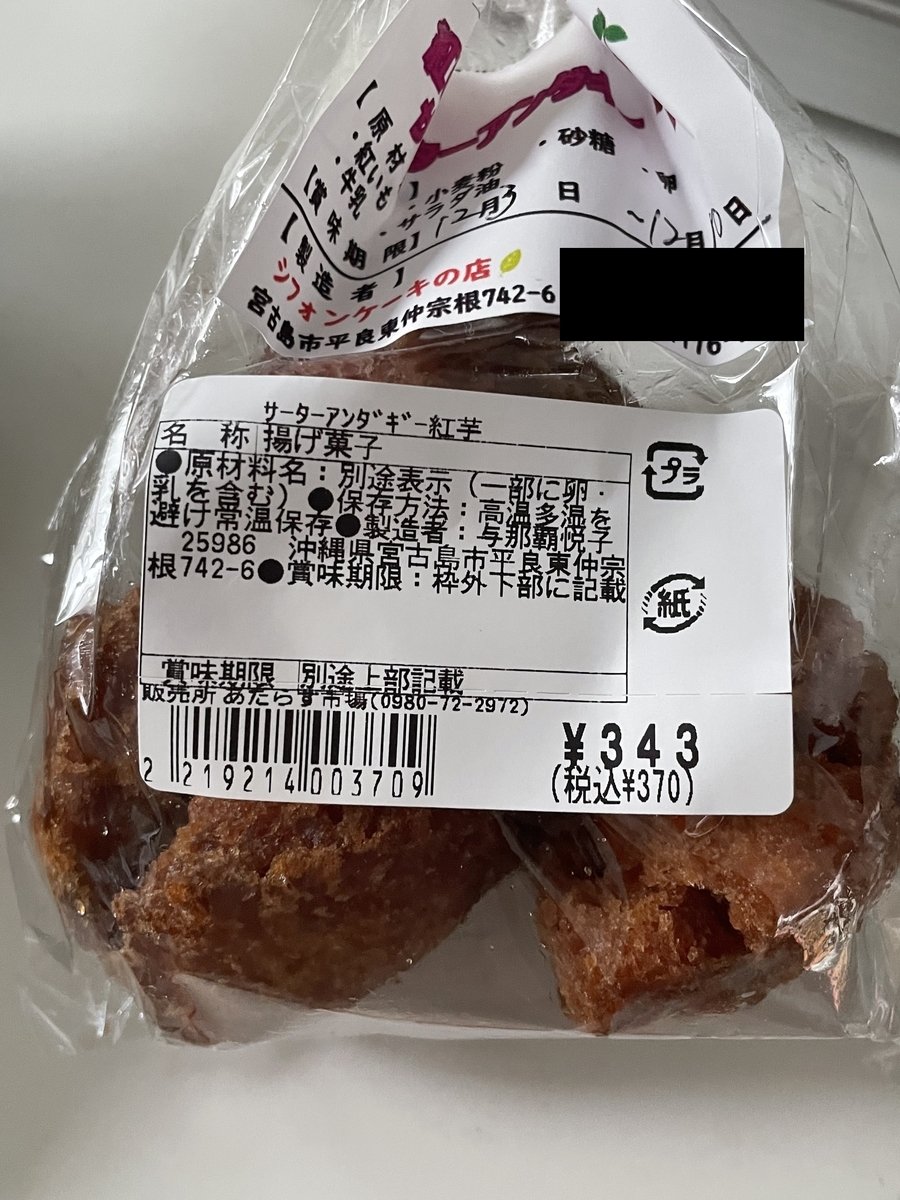 ーアンダ
【原材
】・小麦粉
・砂糖
・卵
・紅いも
・サラダ油
・牛乳
【賞味期限】12月3日
~12月10日
【製造者】
シフォンケーキの店
宮古島市平良東仲宗根742-6
サーターアンダギー紅芋
名 称 揚げ菓子
●原材料名：別途表示（一部に卵・
乳を含む）●保存方法：高温多湿を
避け常温保存●製造者：与那覇悦子
25986 沖縄県宮古島市平良東仲宗
根742-6●賞味期限：枠外下部に記載
プラ
紙
賞味期限 別途上部記載
販売所 あたらす市場(0980-72-2972)
2 219214 003709
¥343
(税込¥370)